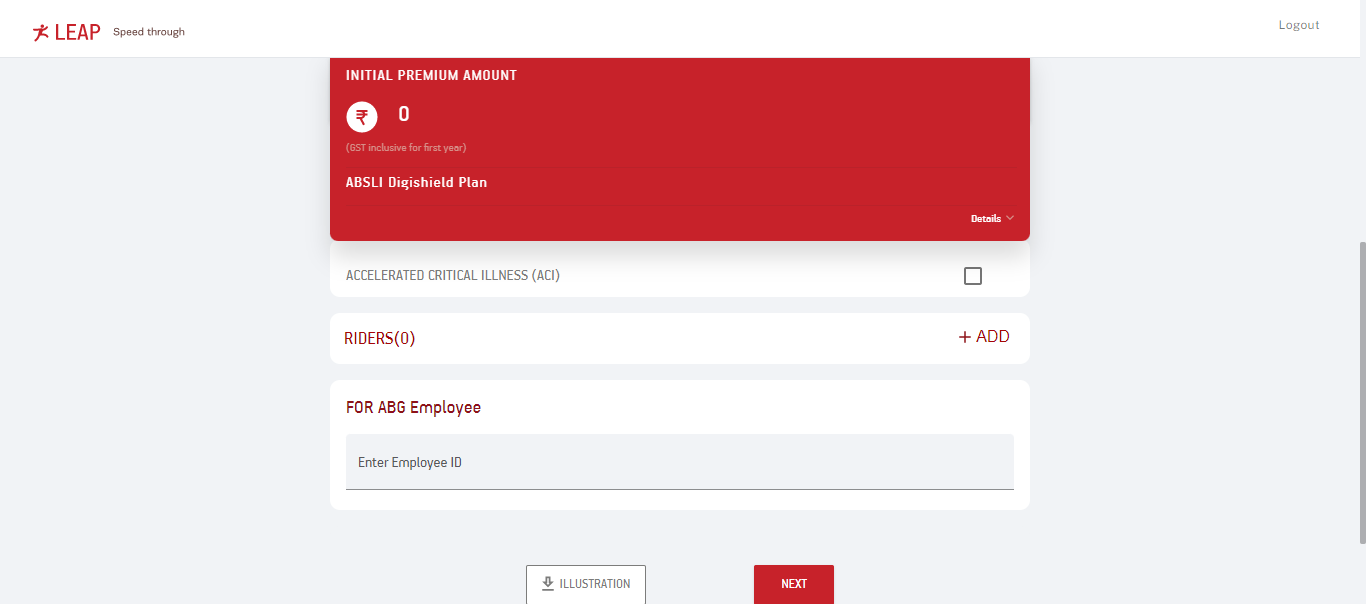 LEAP Speed through
Logout
INITIAL PREMIUM AMOUNT
₹ 0
(GST inclusive for first year)
ABSLI Digishield Plan
Details
ACCELERATED CRITICAL ILLNESS (ACI)
RIDERS(0)
+ ADD
FOR ABG Employee
Enter Employee ID
ILLUSTRATION
NEXT